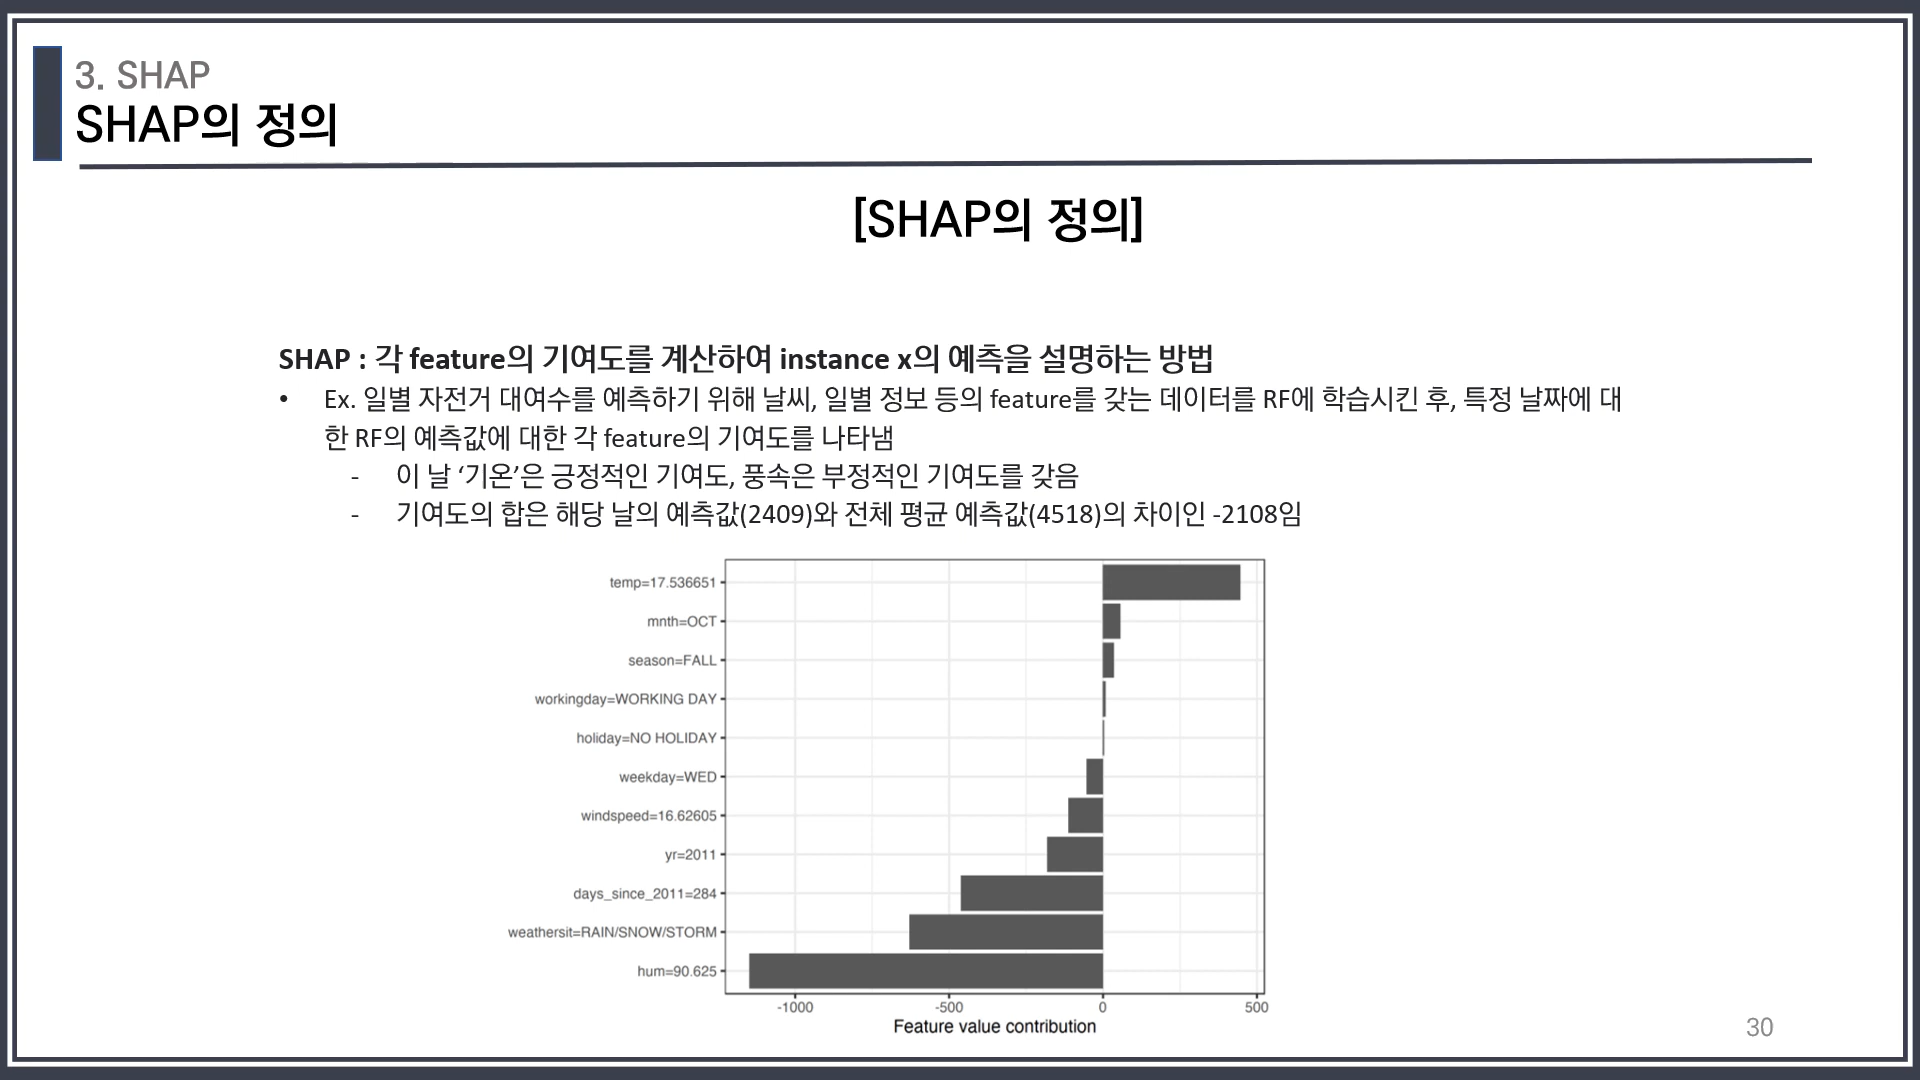 3. SHAP
SHAP의 정의
[SHAP의 정의]
SHAP : 각 feature의 기여도를 계산하여 instance x의 예측을 설명하는 방법
• Ex. 일별 자전거 대여수를 예측하기 위해 날씨, 일별 정보 등의 feature를 갖는 데이터를 RF에 학습시킨 후, 특정 날짜에 대
한 RF의 예측값에 대한 각 feature의 기여도를 나타냄
- 이 날 ‘기온’은 긍정적인 기여도, 풍속은 부정적인 기여도를 갖음
- 기여도의 합은 해당 날의 예측값(2409)와 전체 평균 예측값(4518)의 차이인 -2108임
temp=17.536651
mnth=OCT
season=FALL
workingday=WORKING DAY
holiday=NO HOLIDAY
weekday=WED
windspeed=16.62605
yr=2011
days_since_2011=284
weathersit=RAIN/SNOW/STORM
hum=90.625
-1000 -500 0 500
Feature value contribution
30